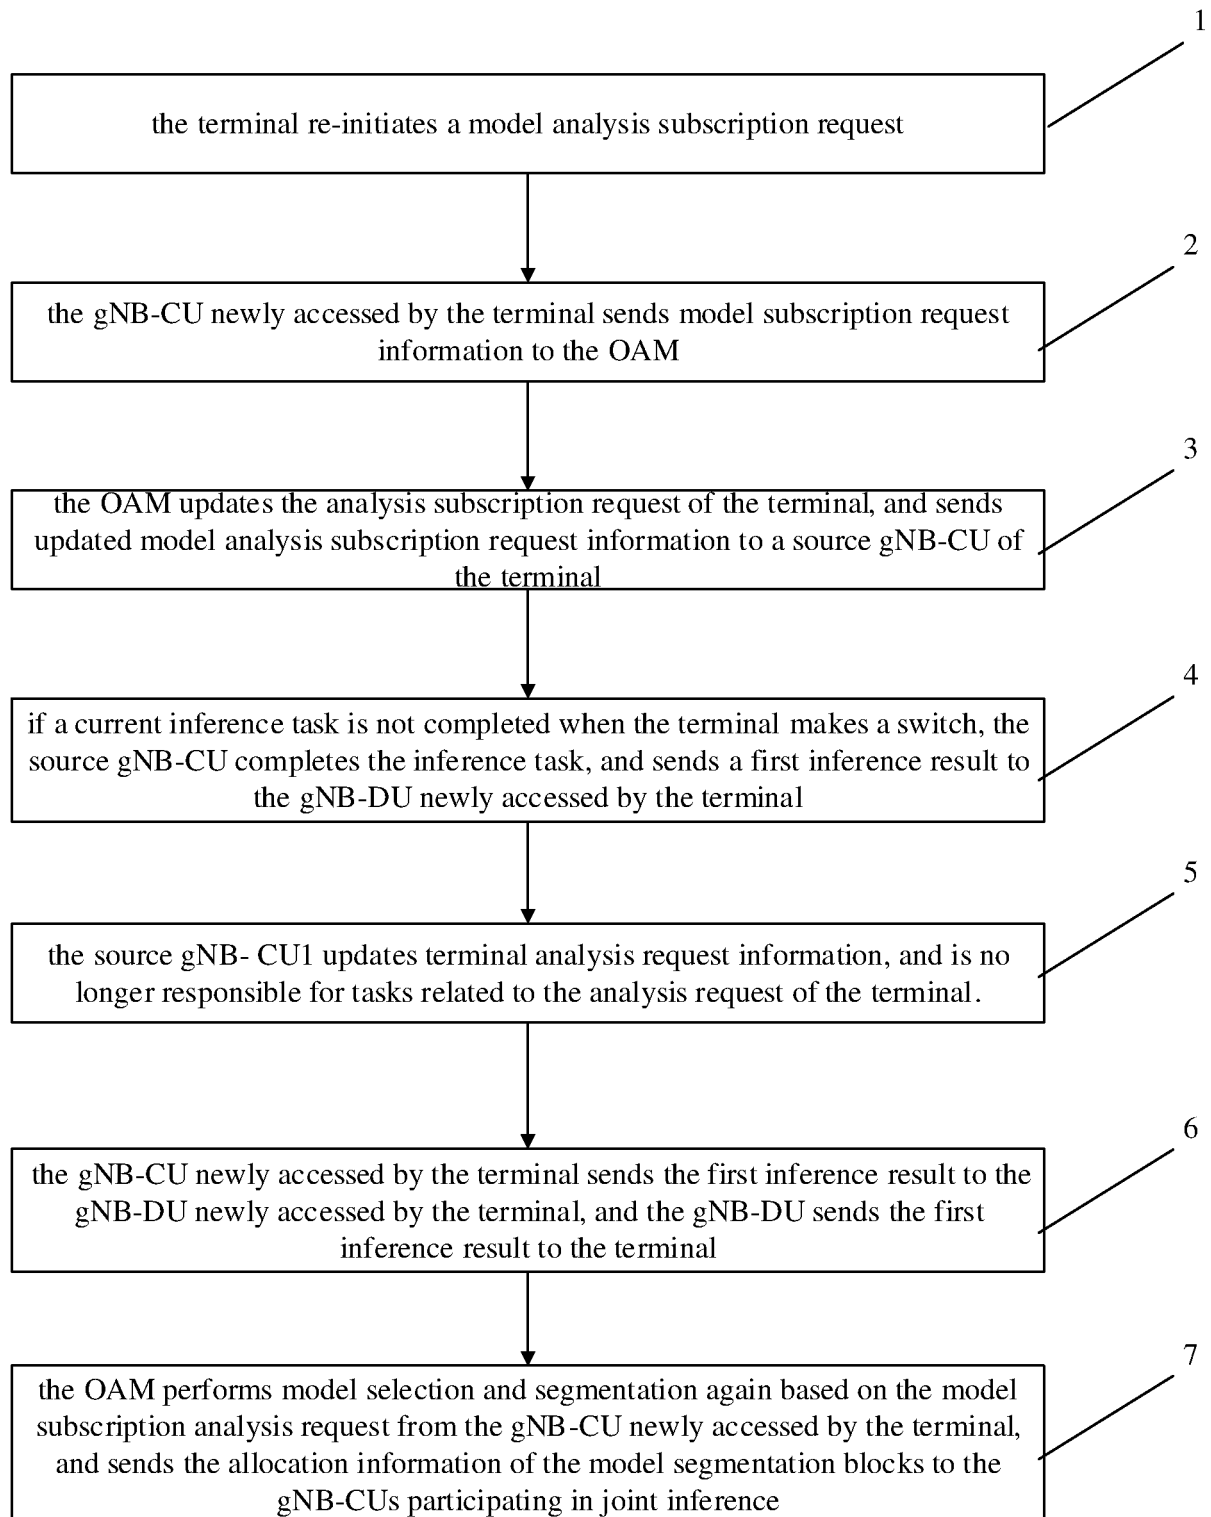 1
the terminal re-initiates a model analysis subscription request
2
the gNB-CU newly accessed by the terminal sends model subscription request
information to the OAM
3
the OAM updates the analysis subscription request of the terminal, and sends
updated model analysis subscription request information to a source gNB-CU of
the terminal
4
if a current inference task is not completed when the terminal makes a switch, the
source gNB-CU completes the inference task, and sends a first inference result to
the gNB-DU newly accessed by the terminal
5
the source gNB- CU1 updates terminal analysis request information, and is no
longer responsible for tasks related to the analysis request of the terminal.
6
the gNB-CU newly accessed by the terminal sends the first inference result to the
gNB-DU newly accessed by the terminal, and the gNB-DU sends the first
inference result to the terminal
7
the OAM performs model selection and segmentation again based on the model
subscription analysis request from the gNB-CU newly accessed by the terminal,
and sends the allocation information of the model segmentation blocks to the
gNB-CUs participating in joint inference